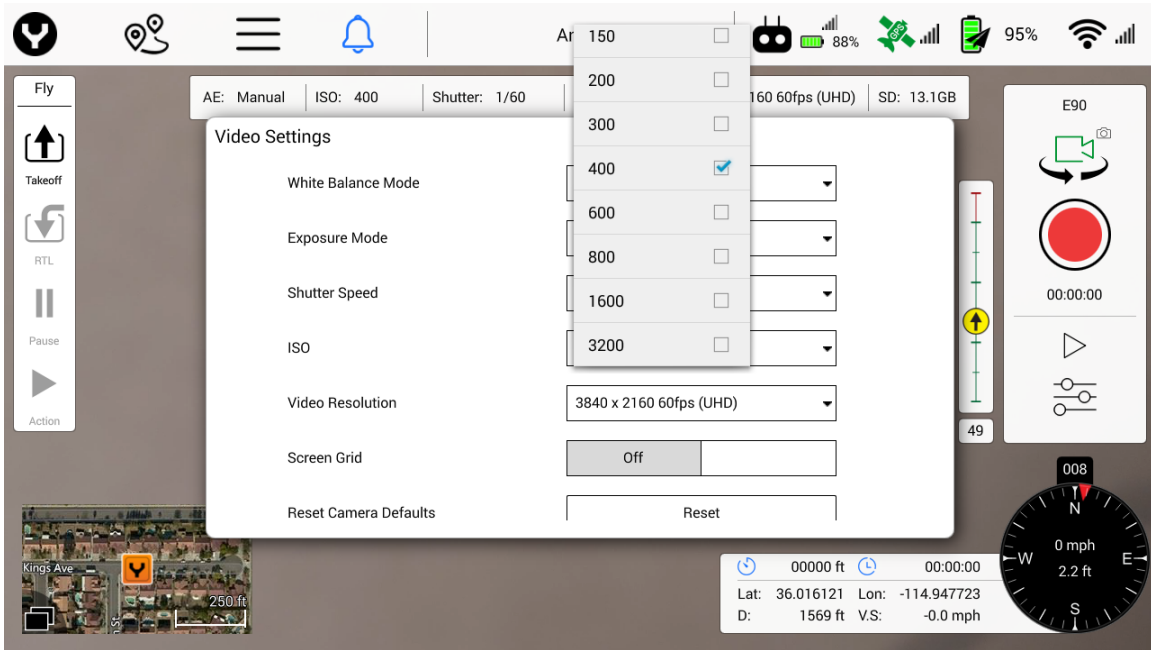 Ar
88%
GPS
95%
Fly
Takeoff
RTL
Pause
Action
AE: Manual
ISO: 400
Shutter: 1/60
160 60fps (UHD)
SD: 13.1GB
Video Settings
White Balance Mode
Exposure Mode
Shutter Speed
ISO
Video Resolution
3840 x 2160 60fps (UHD)
Screen Grid
Off
Reset Camera Defaults
Reset
150
200
300
400
600
800
1600
3200
E90
00:00:00
49
008
N
W
E
S
0 mph
2.2 ft
Kings Ave
250 ft
St
00000 ft
00:00:00
Lat: 36.016121 Lon: -114.947723
D: 1569 ft V.S: -0.0 mph